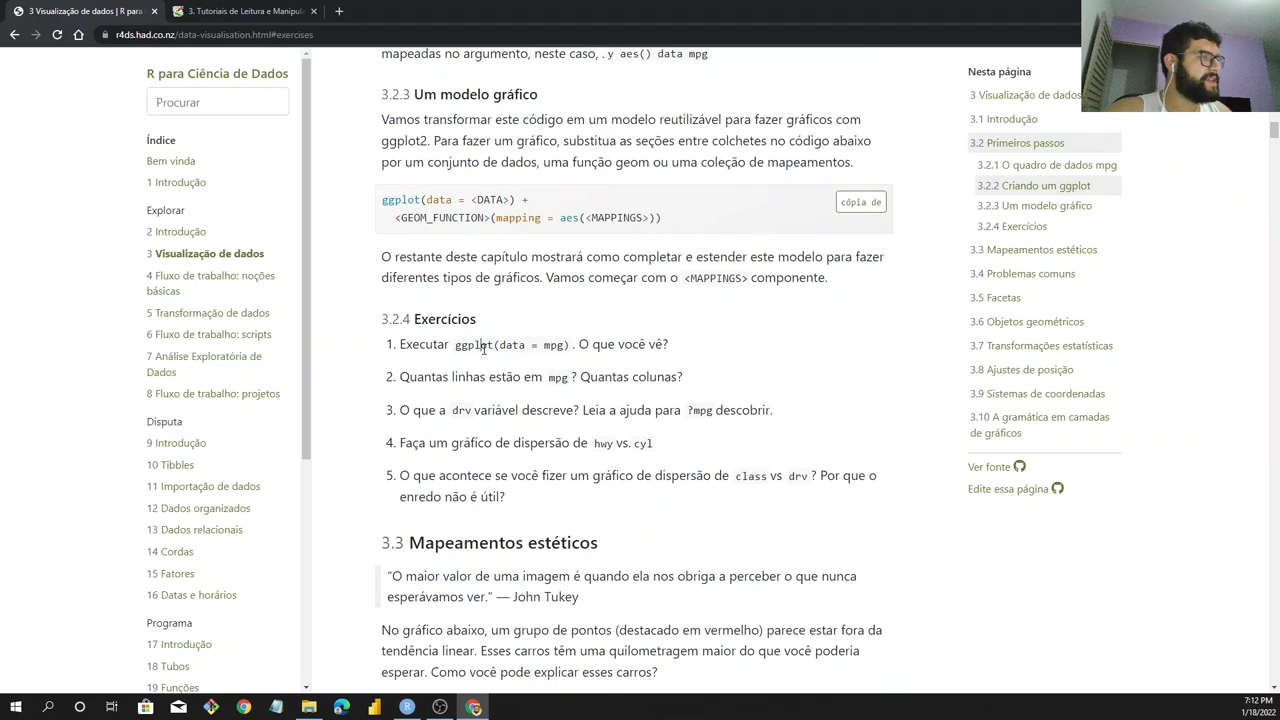 3 Visualização de dados | R para
3. Tutoriais de Leitura e Manipula
r4ds.had.co.nz/data-visualisation.html#exercises
R para Ciência de Dados
Procurar
Índice
Bem vinda
1 Introdução
Explorar
2 Introdução
3 Visualização de dados
4 Fluxo de trabalho: noções
básicas
5 Transformação de dados
6 Fluxo de trabalho: scripts
7 Análise Exploratória de
Dados
8 Fluxo de trabalho: projetos
Disputa
9 Introdução
10 Tibbles
11 Importação de dados
12 Dados organizados
13 Dados relacionais
14 Cordas
15 Fatores
16 Datas e horários
Programa
17 Introdução
18 Tubos
19 Funções
mapeadas no argumento, neste caso, . y aes() data mpg
3.2.3 Um modelo gráfico
Vamos transformar este código em um modelo reutilizável para fazer gráficos com
ggplot2. Para fazer um gráfico, substitua as seções entre colchetes no código abaixo
por um conjunto de dados, uma função geom ou uma coleção de mapeamentos.
ggplot(data = <DATA>) +
<GEOM_FUNCTION>(mapping = aes(<MAPPINGS>))
cópia de
O restante deste capítulo mostrará como completar e estender este modelo para fazer
diferentes tipos de gráficos. Vamos começar com o <MAPPINGS> componente.
3.2.4 Exercícios
1. Executar ggplot(data = mpg) . O que você vê?
2. Quantas linhas estão em mpg ? Quantas colunas?
3. O que a drv variável descreve? Leia a ajuda para ?mpg descobrir.
4. Faça um gráfico de dispersão de hwy vs. cyl
5. O que acontece se você fizer um gráfico de dispersão de class vs drv ? Por que o
enredo não é útil?
3.3 Mapeamentos estéticos
“O maior valor de uma imagem é quando ela nos obriga a perceber o que nunca
esperávamos ver.” — John Tukey
No gráfico abaixo, um grupo de pontos (destacado em vermelho) parece estar fora da
tendência linear. Esses carros têm uma quilometragem maior do que você poderia
esperar. Como você pode explicar esses carros?
Nesta página
3 Visualização de dados
3.1 Introdução
3.2 Primeiros passos
3.2.1 O quadro de dados mpg
3.2.2 Criando um ggplot
3.2.3 Um modelo gráfico
3.2.4 Exercícios
3.3 Mapeamentos estéticos
3.4 Problemas comuns
3.5 Facetas
3.6 Objetos geométricos
3.7 Transformações estatísticas
3.8 Ajustes de posição
3.9 Sistemas de coordenadas
3.10 A gramática em camadas
de gráficos
Ver fonte
Edite essa página
7:12 PM
1/18/2022